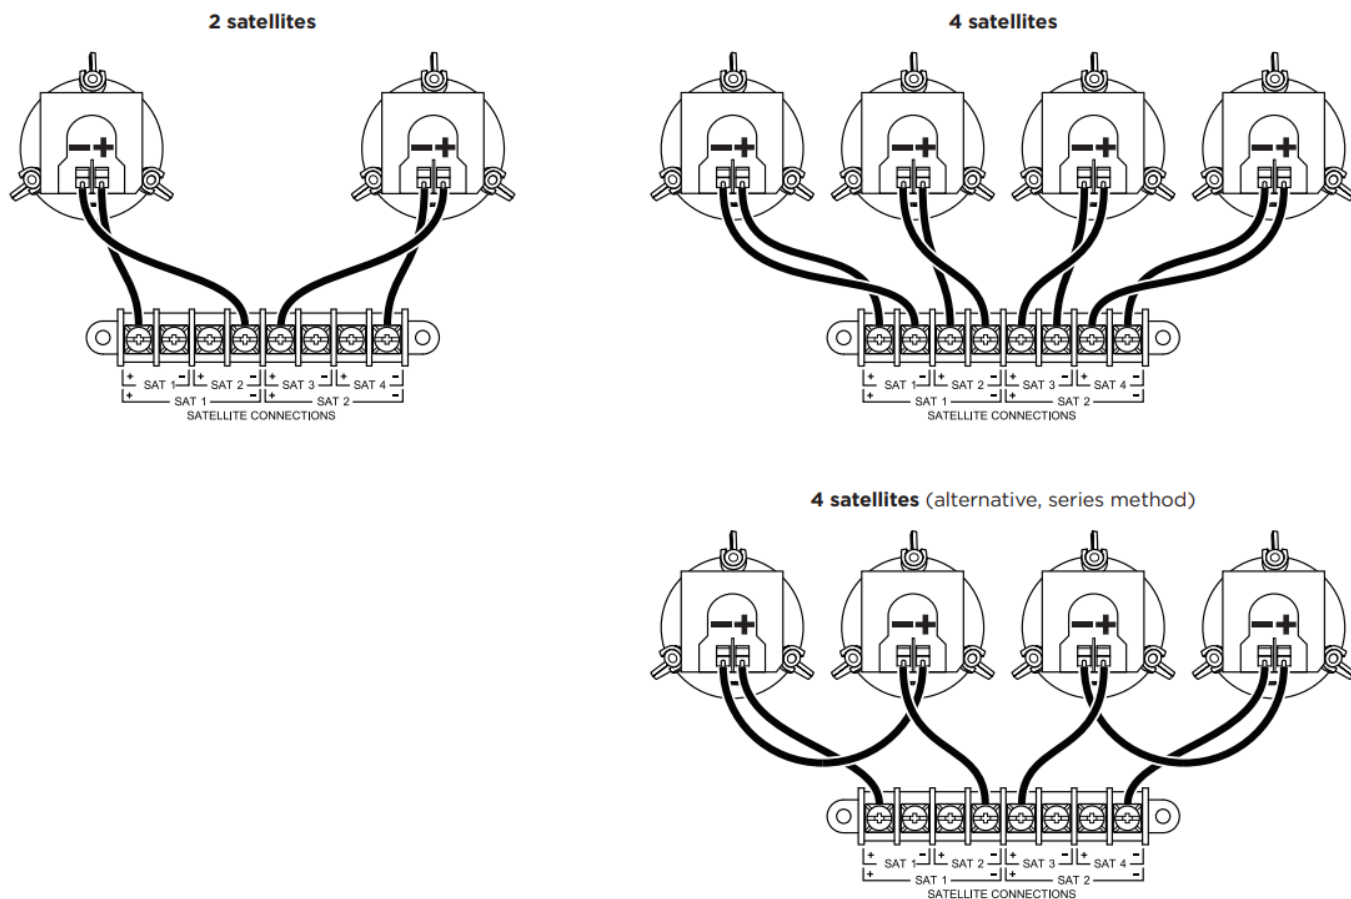 2 satellites
− +
− +
+ SAT 1 - + SAT 2 - + SAT 3 - + SAT 4 -
+ SAT 1 - + SAT 2 -
SATELLITE CONNECTIONS
4 satellites
− +
− +
− +
− +
+ SAT 1 - + SAT 2 - + SAT 3 - + SAT 4 -
+ SAT 1 - + SAT 2 -
SATELLITE CONNECTIONS
4 satellites (alternative, series method)
− +
− +
− +
− +
+ SAT 1 - + SAT 2 - + SAT 3 - + SAT 4 -
+ SAT 1 - + SAT 2 -
SATELLITE CONNECTIONS